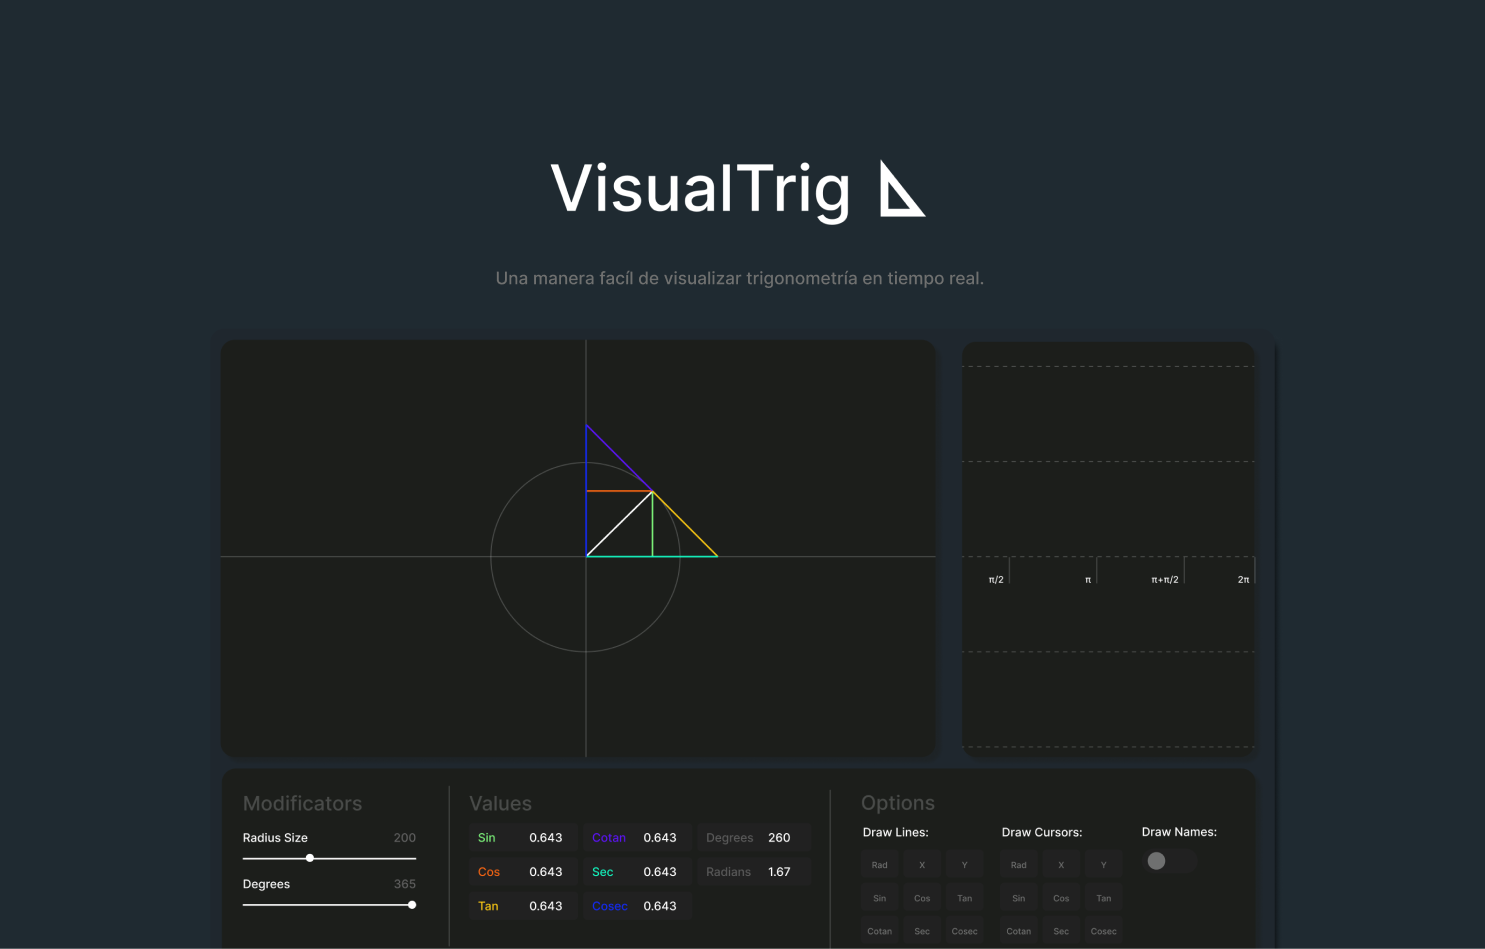 VisualTrig
Una manera facíl de visualizar trigonometría en tiempo real.
π/2 π π+π/2 2π
Modificators
Radius Size 200
Degrees 365
Values
Sin 0.643 Cotan 0.643 Degrees 260
Cos 0.643 Sec 0.643 Radians 1.67
Tan 0.643 Cosec 0.643
Options
Draw Lines: Draw Cursors: Draw Names:
Rad X Y Rad X Y
Sin Cos Tan Sin Cos Tan
Cotan Sec Cosec Cotan Sec Cosec